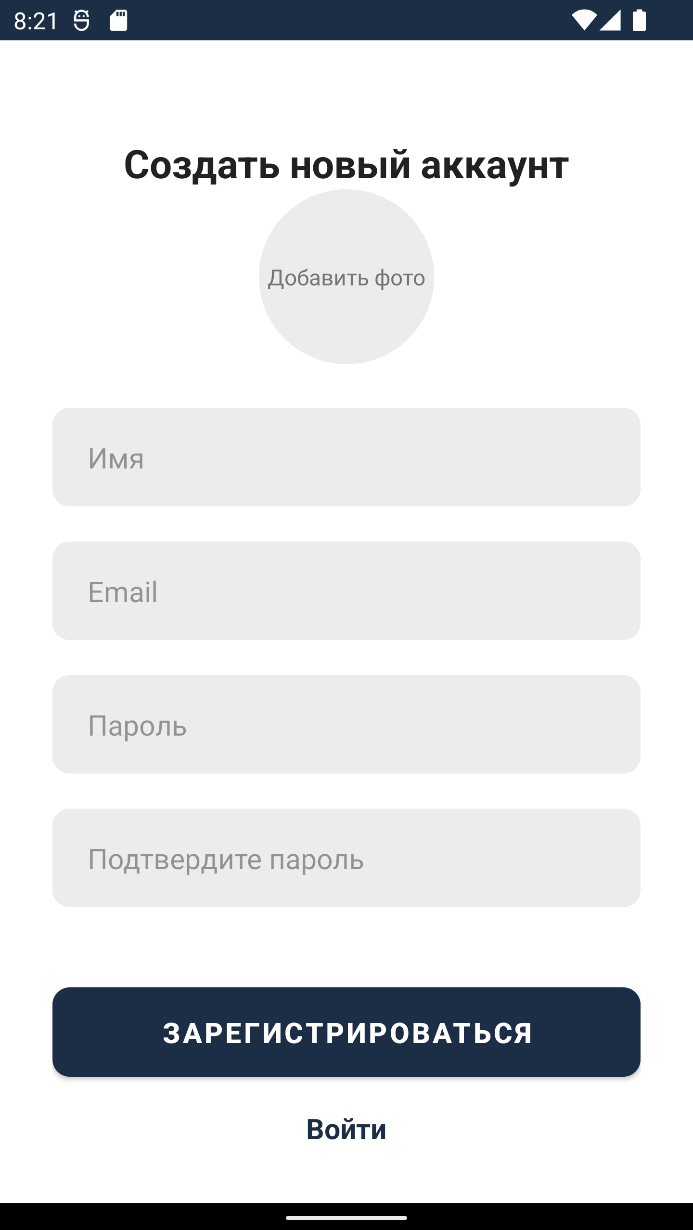 8:21
Создать новый аккаунт
Добавить фото
Имя
Email
Пароль
Подтвердите пароль
ЗАРЕГИСТРИРОВАТЬСЯ
Войти